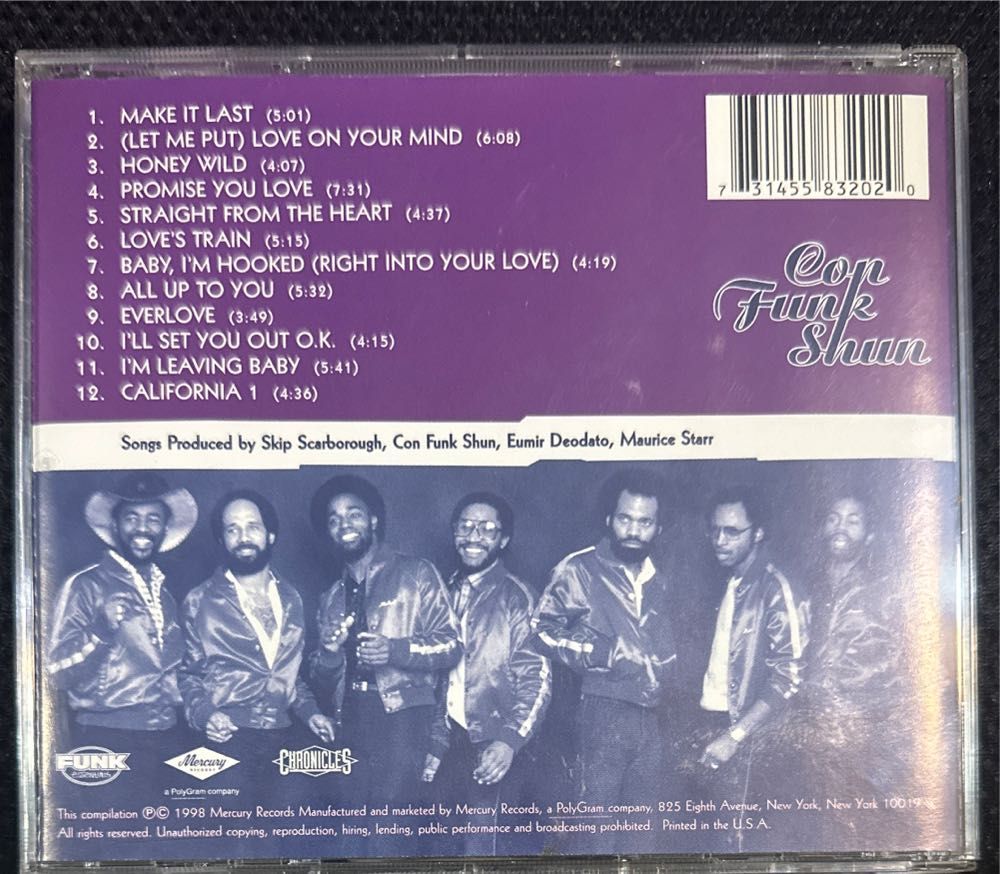 1. MAKE IT LAST (5:01)
2. (LET ME PUT) LOVE ON YOUR MIND (6:08)
3. HONEY WILD (4:07)
4. PROMISE YOU LOVE (7:31)
5. STRAIGHT FROM THE HEART (4:37)
6. LOVE'S TRAIN (5:15)
7. BABY, I'M HOOKED (RIGHT INTO YOUR LOVE) (4:19)
8. ALL UP TO YOU (5:32)
9. EVERLOVE (3:49)
10. I'LL SET YOU OUT O.K. (4:15)
11. I'M LEAVING BABY (5:41)
12. CALIFORNIA 1 (4:36)
7 31455 83202 0
Con
Funk
Shun
Songs Produced by Skip Scarborough, Con Funk Shun, Eumir Deodato, Maurice Starr
FUNK
ESSENTIALS
Mercury
RECORDS
a PolyGram company
CHRONICLES
This compilation ℗© 1998 Mercury Records Manufactured and marketed by Mercury Records, a PolyGram company, 825 Eighth Avenue, New York, New York 10019
All rights reserved. Unauthorized copying, reproduction, hiring, lending, public performance and broadcasting prohibited. Printed in the U.S.A.